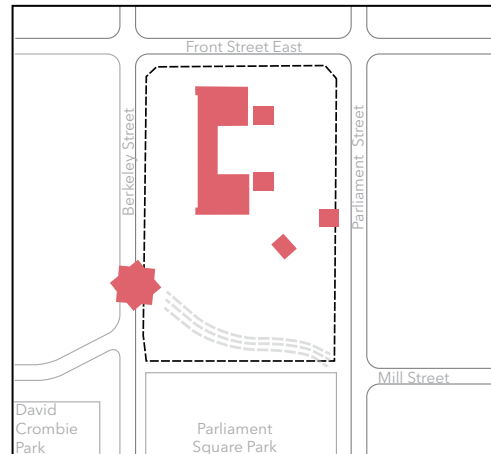 Front Street East
Berkeley Street
Parliament Street
Mill Street
David
Crombie
Park
Parliament
Square Park